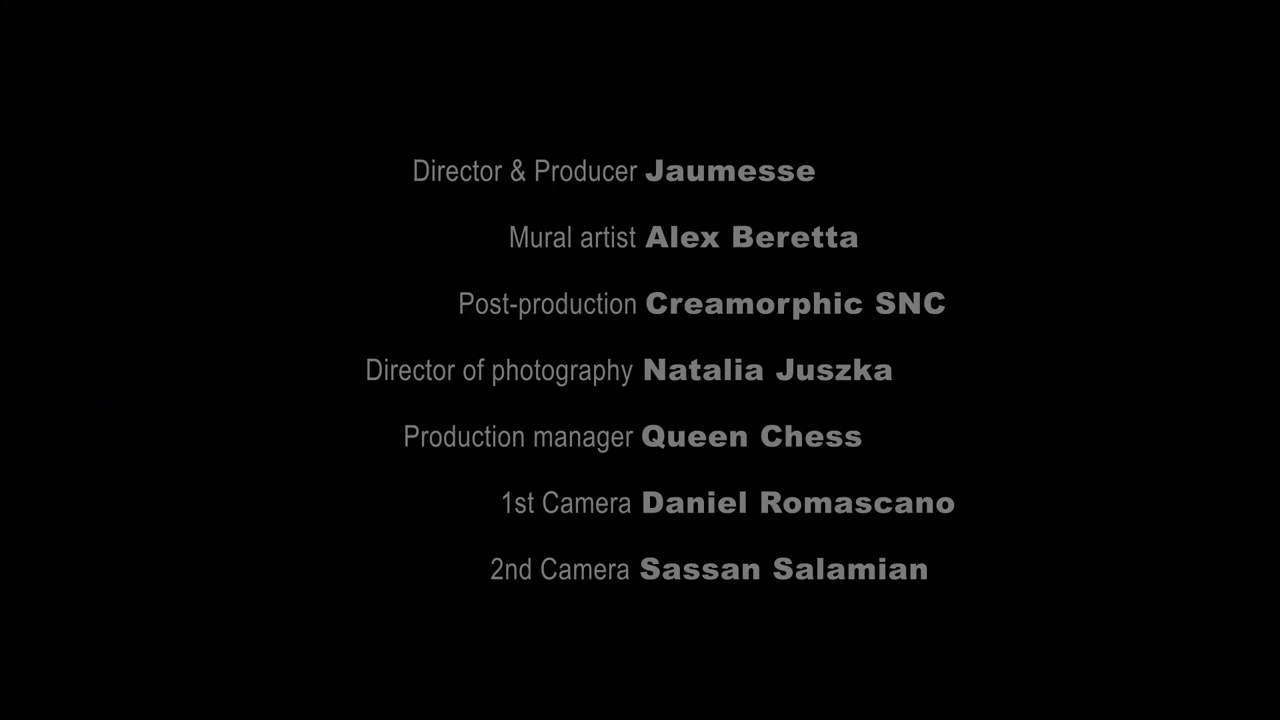 Director & Producer Jaumesse
Mural artist Alex Beretta
Post-production Creamorphic SNC
Director of photography Natalia Juszka
Production manager Queen Chess
1st Camera Daniel Romascano
2nd Camera Sassan Salamian